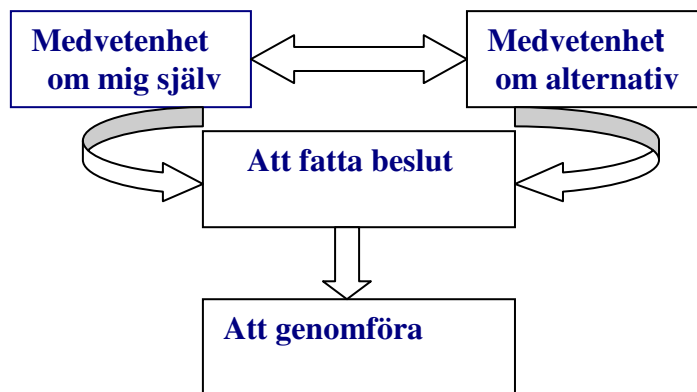 Medvetenhet
om mig själv
Medvetenhet
om alternativ
Att fatta beslut
Att genomföra